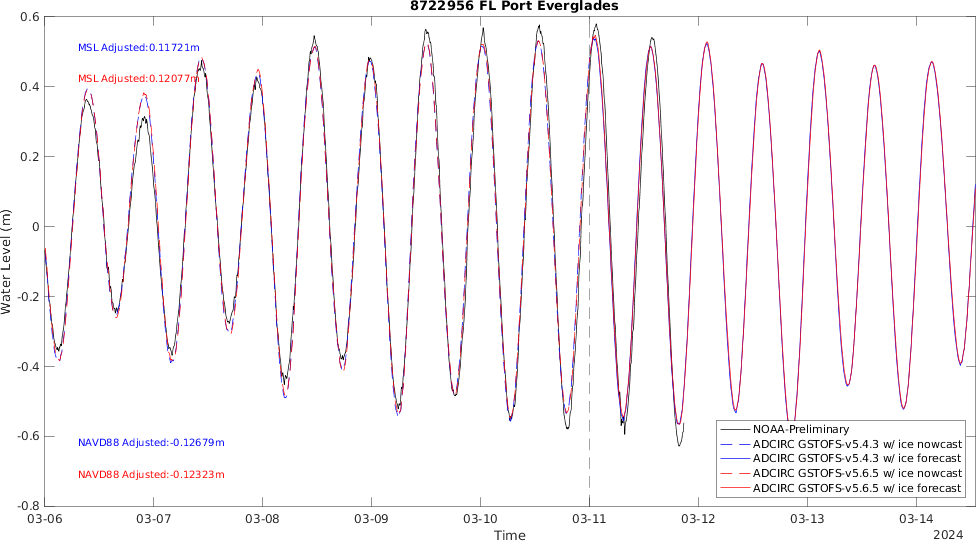 8722956 FL Port Everglades
0.6
0.4
0.2
0
-0.2
-0.4
-0.6
-0.8
Water Level (m)
MSL Adjusted:0.11721m
MSL Adjusted:0.12077m
NAVD88 Adjusted:-0.12679m
NAVD88 Adjusted:-0.12323m
NOAA-Preliminary
ADCIRC GSTOFS-v5.4.3 w/ ice nowcast
ADCIRC GSTOFS-v5.4.3 w/ ice forecast
ADCIRC GSTOFS-v5.6.5 w/ ice nowcast
ADCIRC GSTOFS-v5.6.5 w/ ice forecast
03-06 03-07 03-08 03-09 03-10 03-11 03-12 03-13 03-14
Time
2024